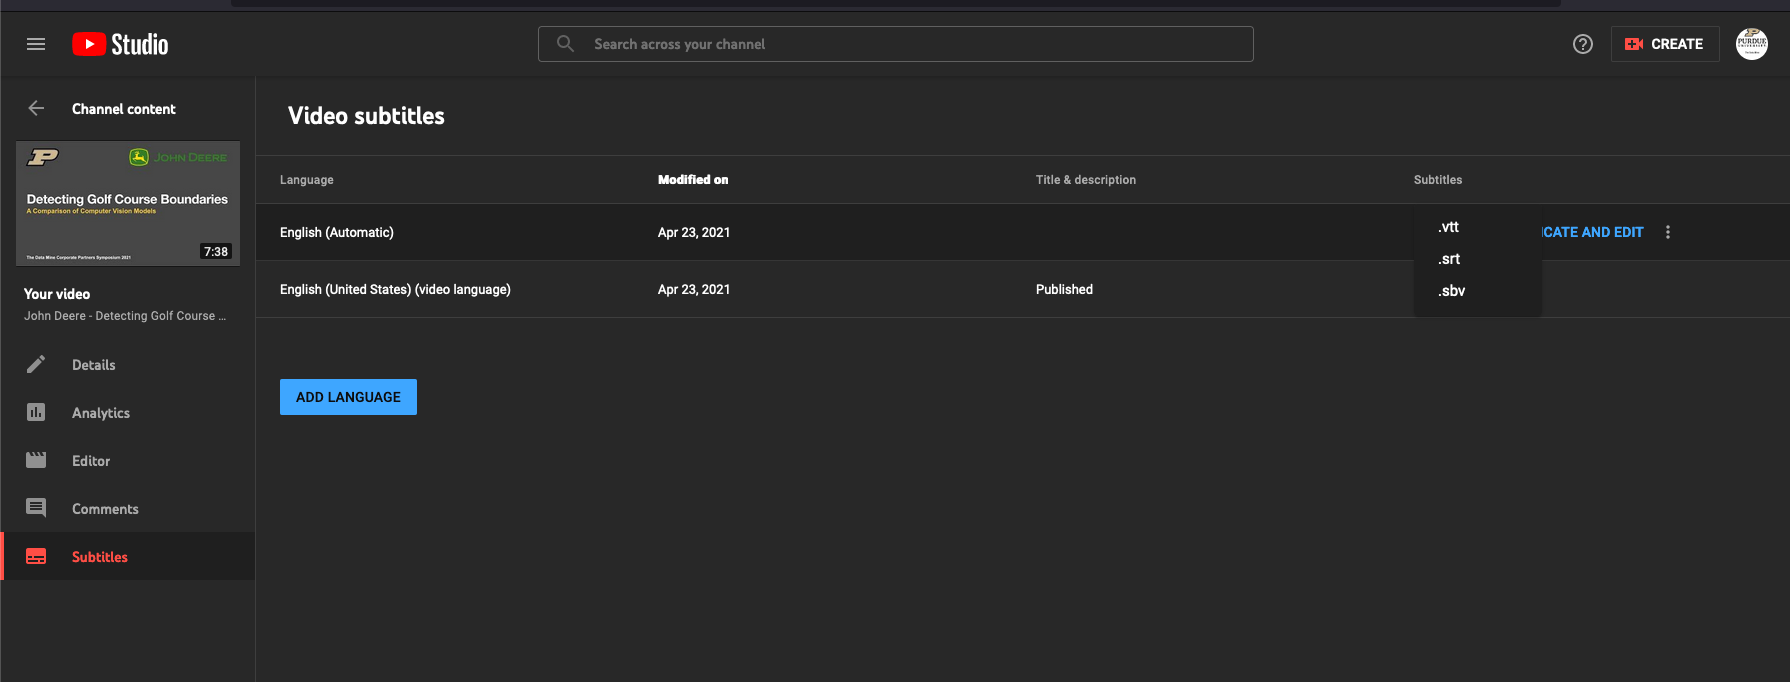 Studio
Search across your channel
CREATE
PURDUE
UNIVERSITY
Channel content
Video subtitles
P
JOHN DEERE
Detecting Golf Course Boundaries
A Comparison of Computer Vision Models
The Data Mine Corporate Partners Symposium 2021
7:38
Language
Modified on
Title & description
Subtitles
English (Automatic)
Apr 23, 2021
.vtt
ICATE AND EDIT
.srt
English (United States) (video language)
Apr 23, 2021
Published
.sbv
Your video
John Deere - Detecting Golf Course ...
Details
ADD LANGUAGE
Analytics
Editor
Comments
Subtitles